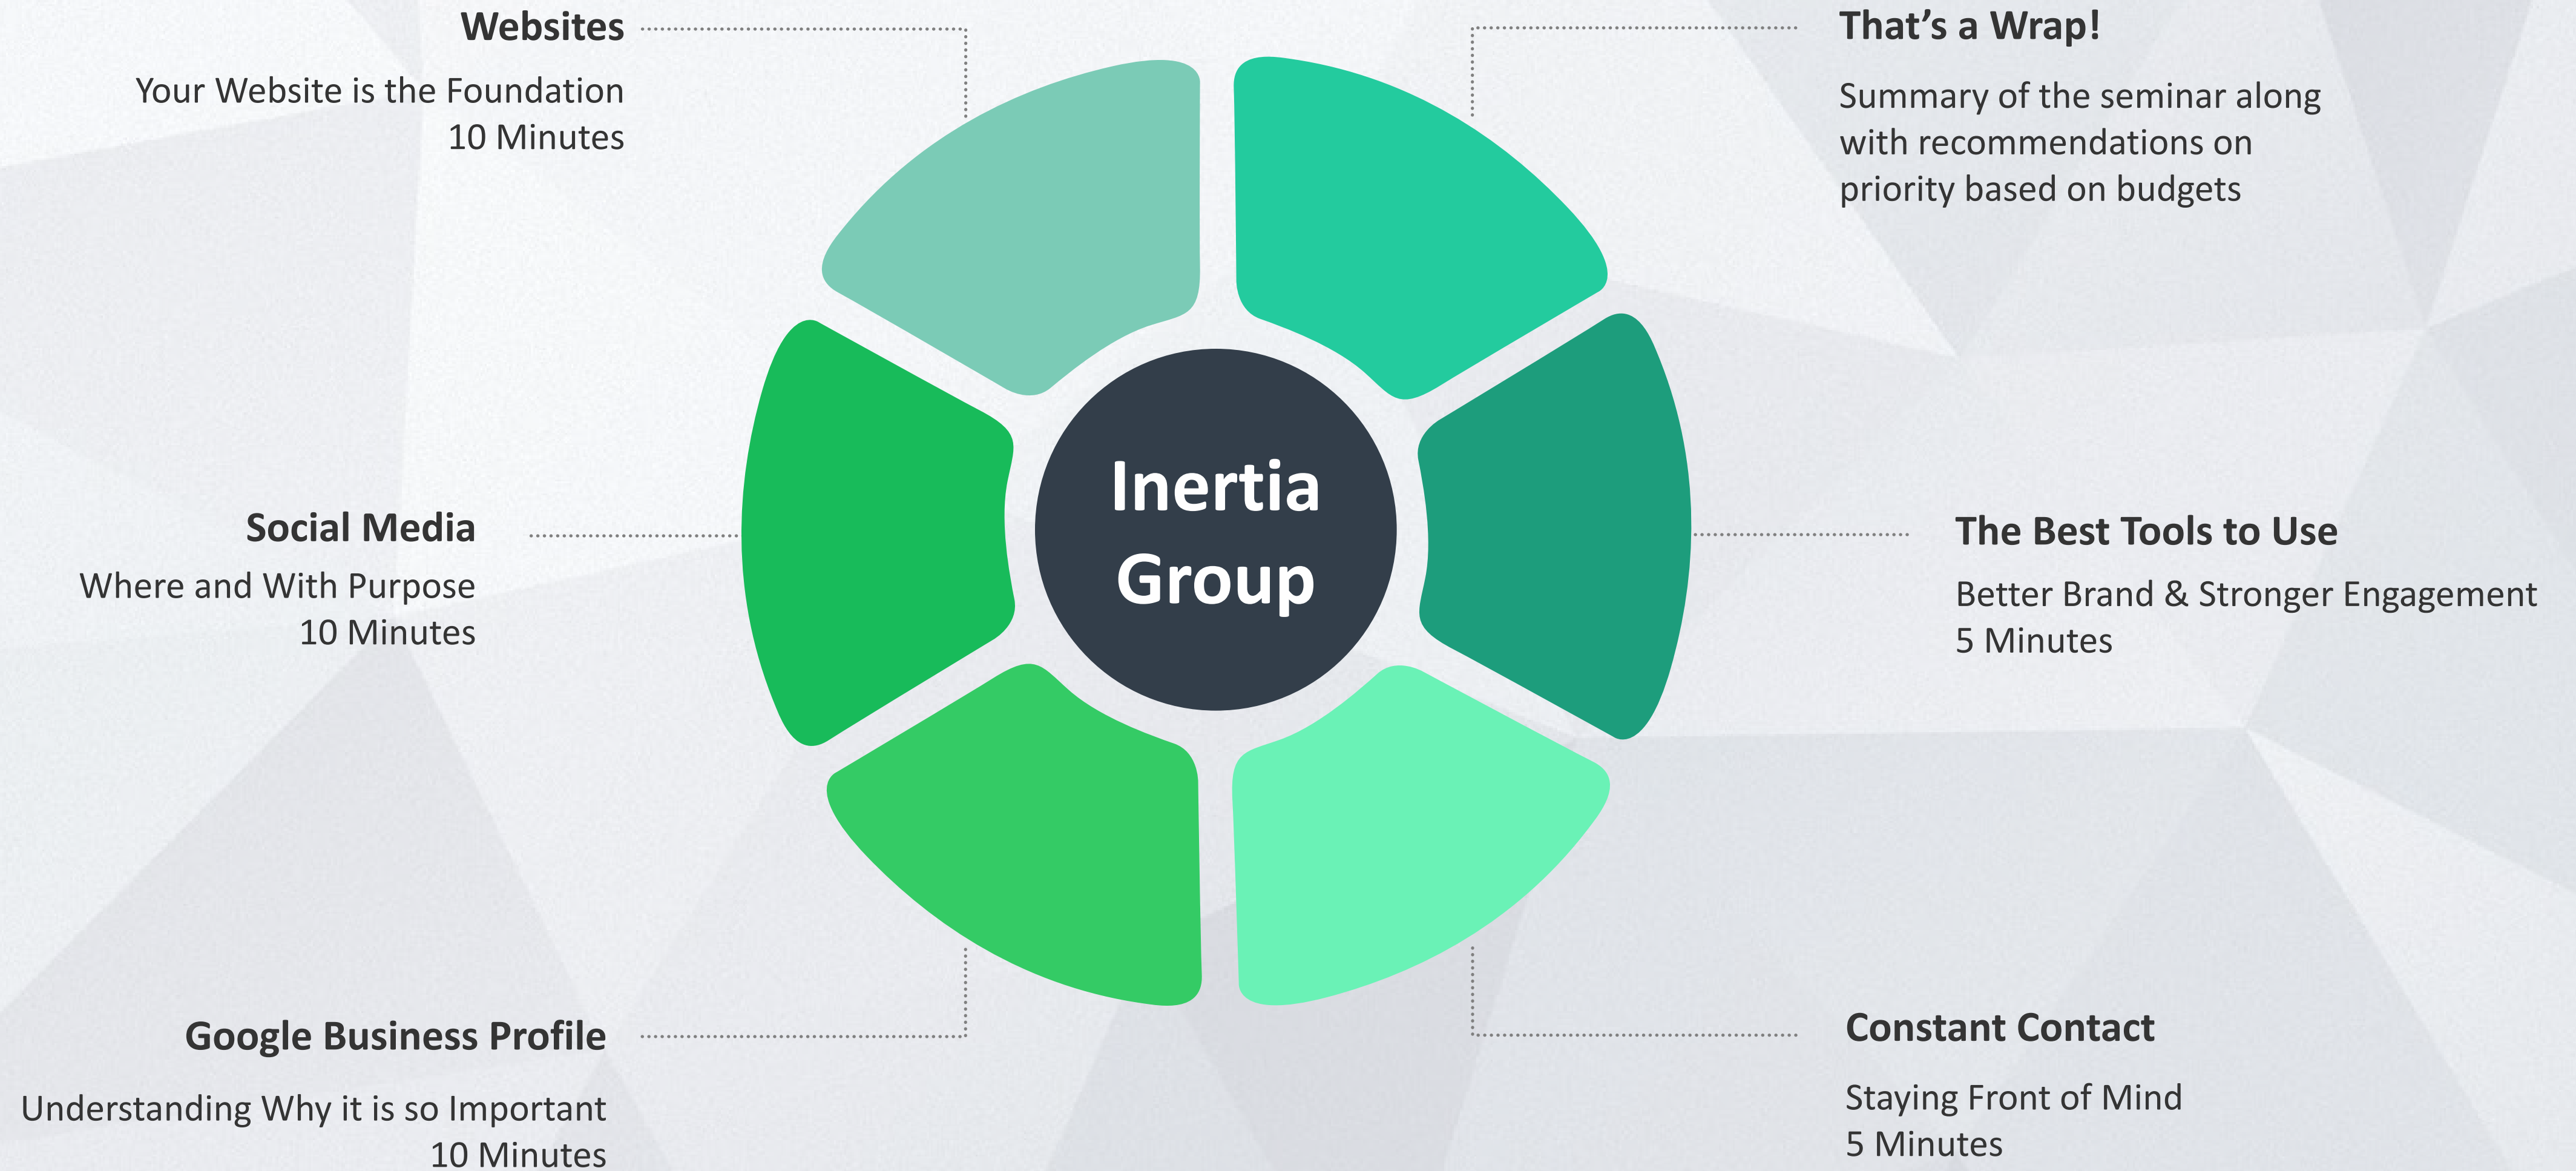 Websites
Your Website is the Foundation
10 Minutes
That’s a Wrap!
Summary of the seminar along
with recommendations on
priority based on budgets
Inertia
Group
Social Media
Where and With Purpose
10 Minutes
The Best Tools to Use
Better Brand & Stronger Engagement
5 Minutes
Google Business Profile
Understanding Why it is so Important
10 Minutes
Constant Contact
Staying Front of Mind
5 Minutes